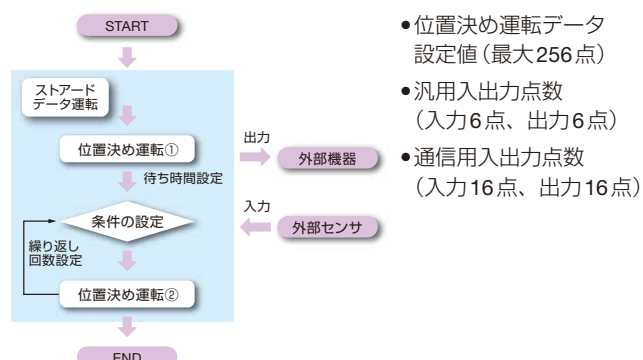 START
ストアード
データ運転
位置決め運転①
待ち時間設定
条件の設定
繰り返し
回数設定
位置決め運転②
END
出力
外部機器
入力
外部センサ
●位置決め運転データ
設定値(最大256点)
●汎用入出力点数
(入力6点、出力6点)
●通信用入出力点数
(入力16点、出力16点)